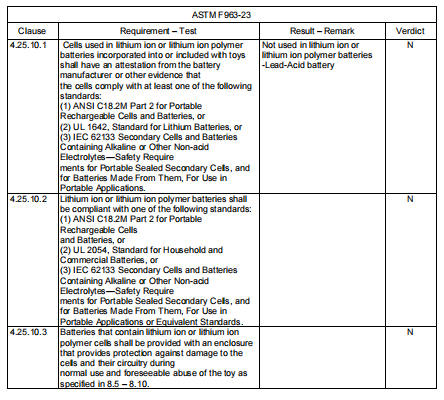 ASTM F963-23
Clause Requirement – Test Result – Remark Verdict
4.25.10.1 Cells used in lithium ion or lithium ion polymer Not used in lithium ion or N
batteries incorporated into or included with toys lithium ion polymer batteries
shall have an attestation from the battery -Lead-Acid battery
manufacturer or other evidence that
the cells comply with at least one of the following
standards:
(1) ANSI C18.2M Part 2 for Portable
Rechargeable Cells and Batteries, or
(2) UL 1642, Standard for Lithium Batteries, or
(3) IEC 62133 Secondary Cells and Batteries
Containing Alkaline or Other Non-acid
Electrolytes—Safety Require
ments for Portable Sealed Secondary Cells, and
for Batteries Made From Them, For Use in
Portable Applications.
4.25.10.2 Lithium ion or lithium ion polymer batteries shall N
be compliant with one of the following standards:
(1) ANSI C18.2M Part 2 for Portable
Rechargeable Cells
and Batteries, or
(2) UL 2054, Standard for Household and
Commercial Batteries, or
(3) IEC 62133 Secondary Cells and Batteries
Containing Alkaline or Other Non-acid
Electrolytes—Safety Require
ments for Portable Sealed Secondary Cells, and
for Batteries Made From Them, For Use in
Portable Applications or Equivalent Standards.
4.25.10.3 Batteries that contain lithium ion or lithium ion N
polymer cells shall be provided with an enclosure
that provides protection against damage to the
cells and their circuitry during
normal use and foreseeable abuse of the toy as
specified in 8.5 – 8.10.